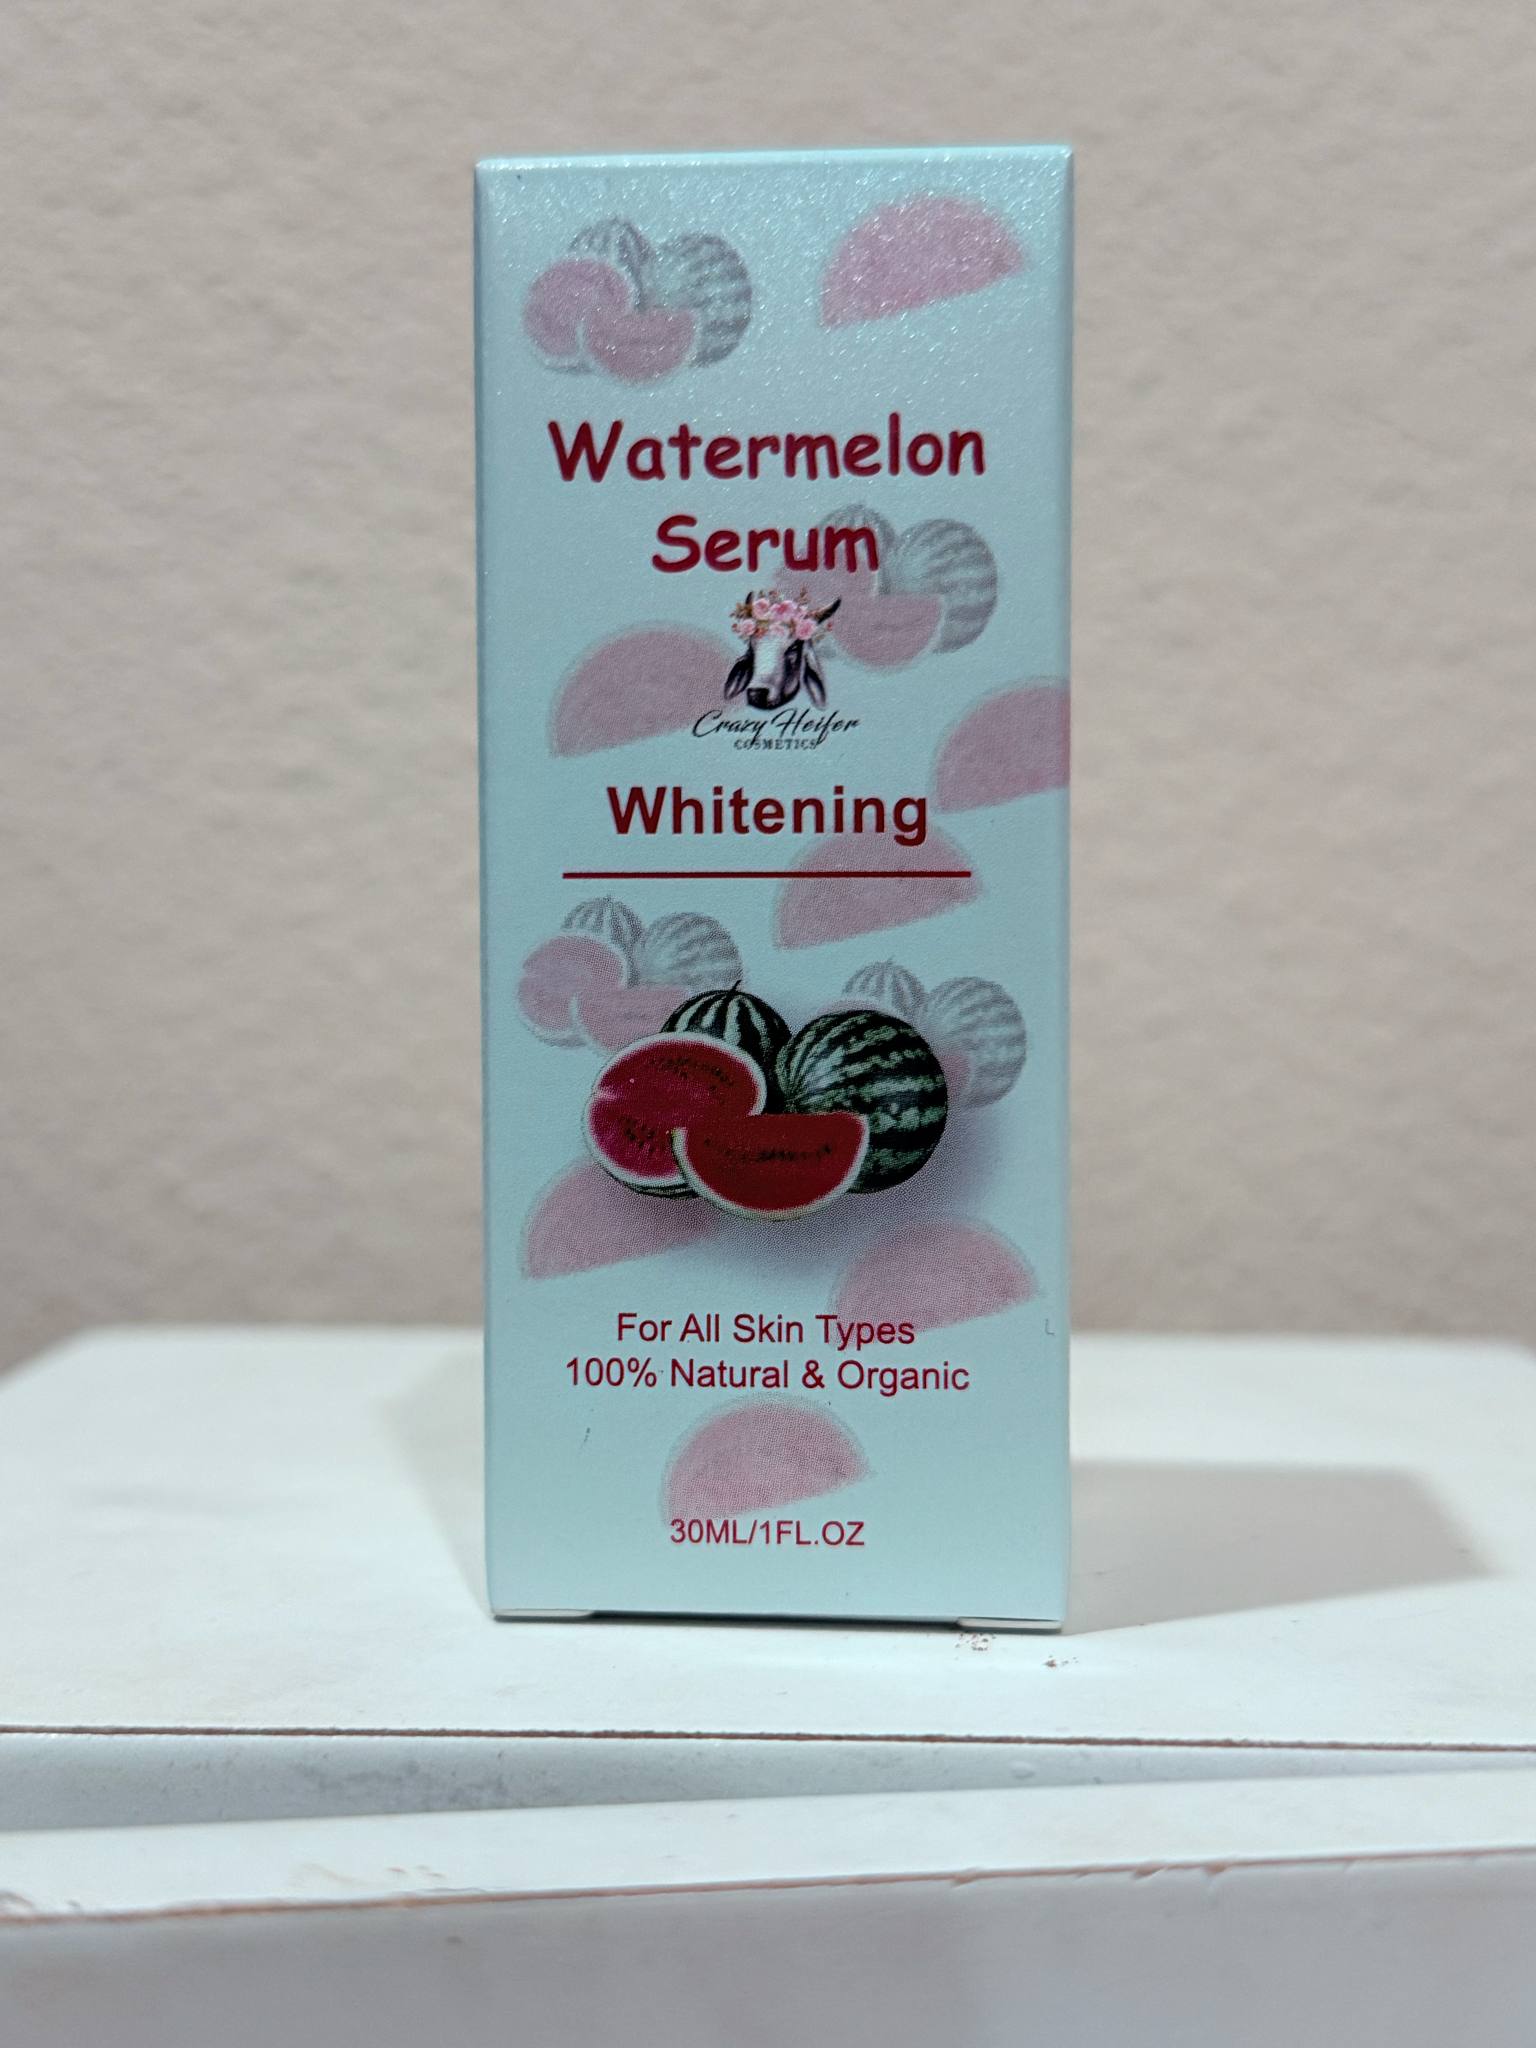 Watermelon
Serum
Crazy Heifer
COSMETICS
Whitening
For All Skin Types
100% Natural & Organic
30ML/1FL.OZ